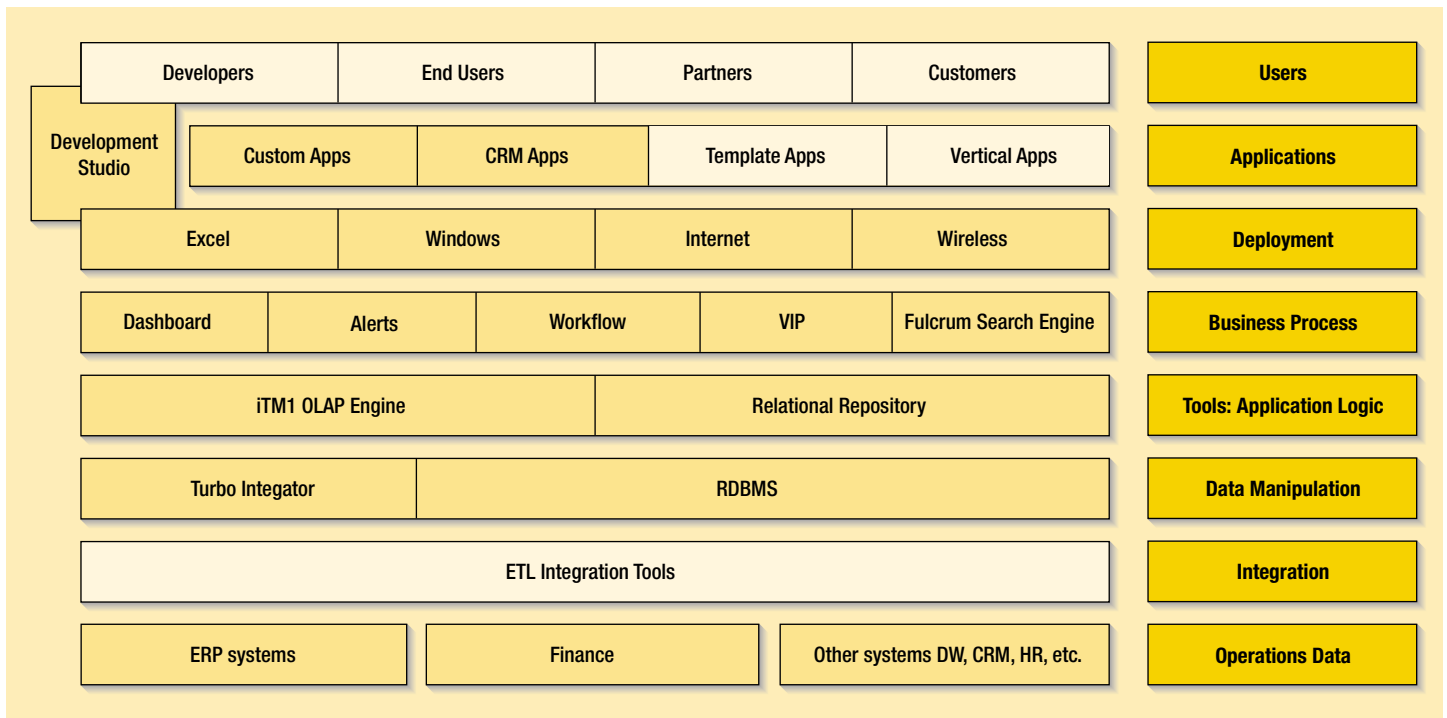 Developers
End Users
Partners
Customers
Users
Development
Studio
Custom Apps
CRM Apps
Template Apps
Vertical Apps
Applications
Excel
Windows
Internet
Wireless
Deployment
Dashboard
Alerts
Workflow
VIP
Fulcrum Search Engine
Business Process
iTM1 OLAP Engine
Relational Repository
Tools: Application Logic
Turbo Integator
RDBMS
Data Manipulation
ETL Integration Tools
Integration
ERP systems
Finance
Other systems DW, CRM, HR, etc.
Operations Data